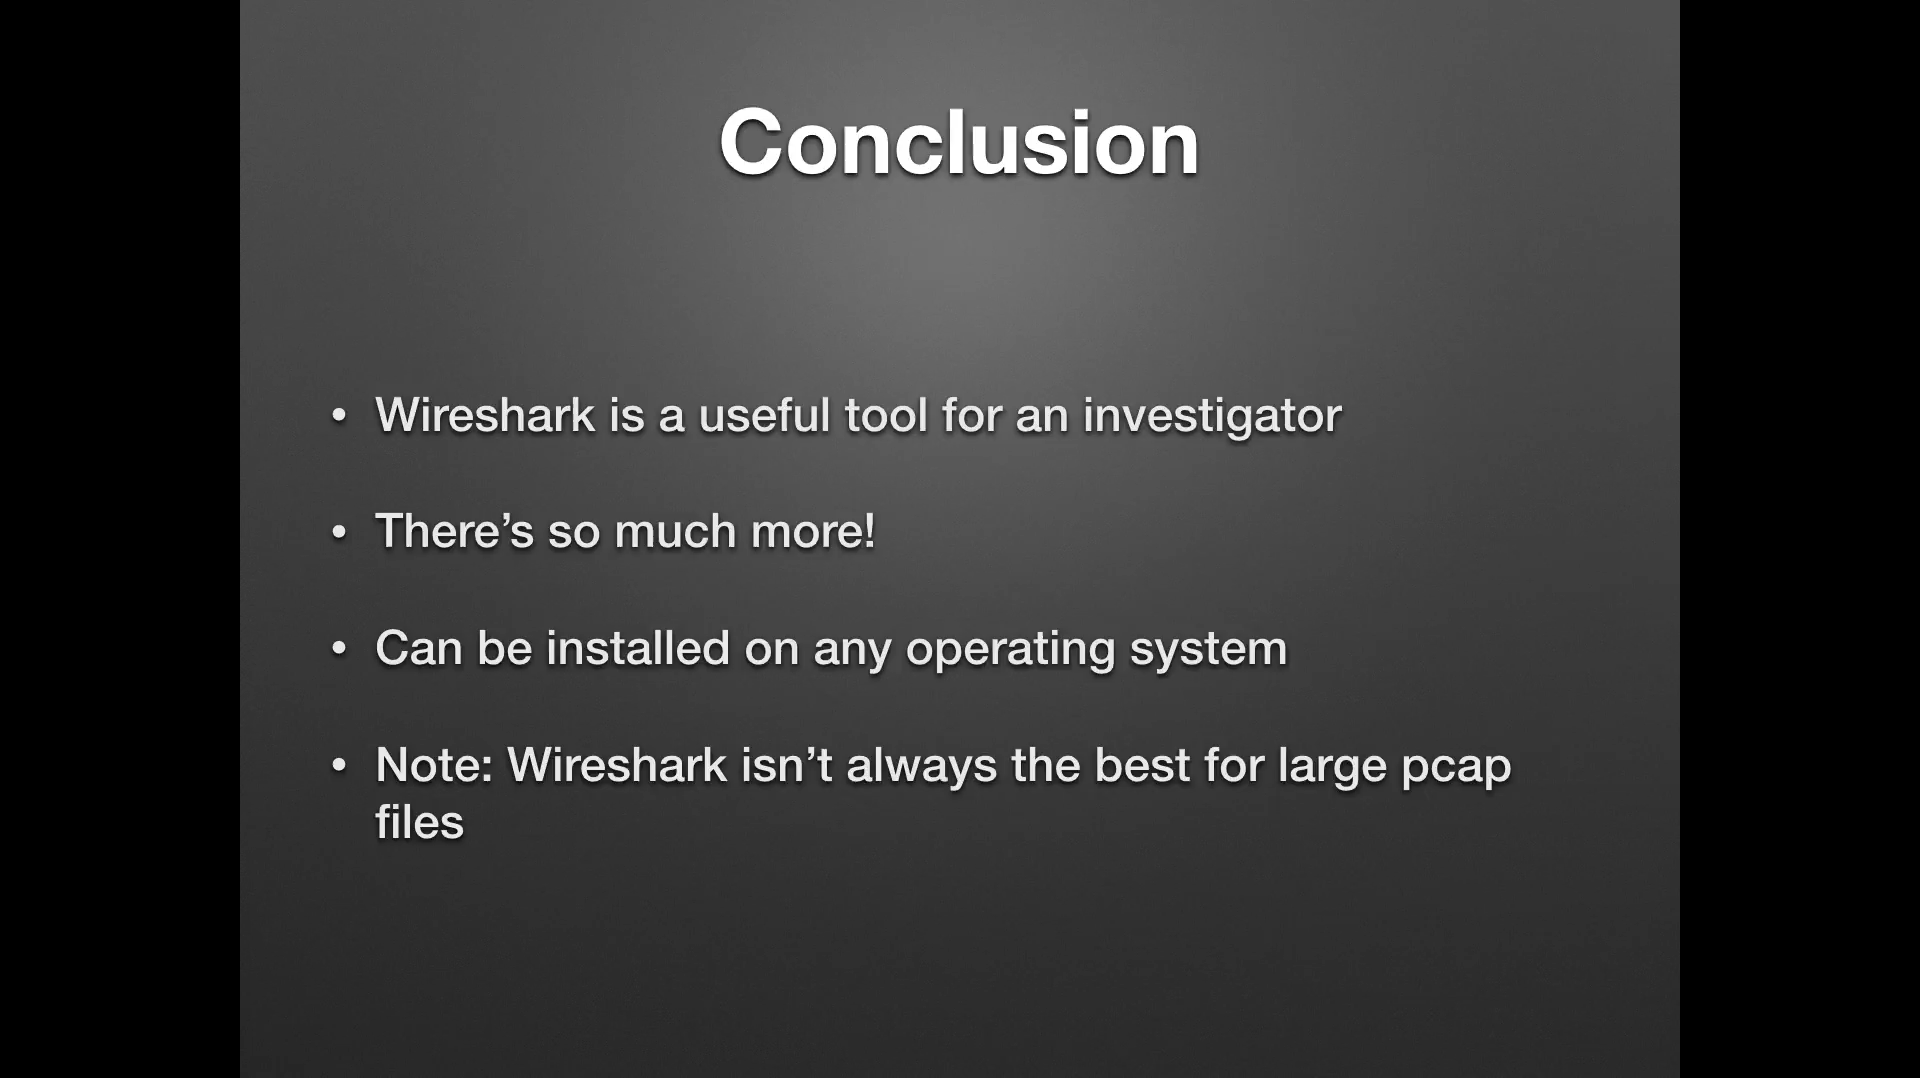 Conclusion
• Wireshark is a useful tool for an investigator
• There’s so much more!
• Can be installed on any operating system
• Note: Wireshark isn’t always the best for large pcap
files